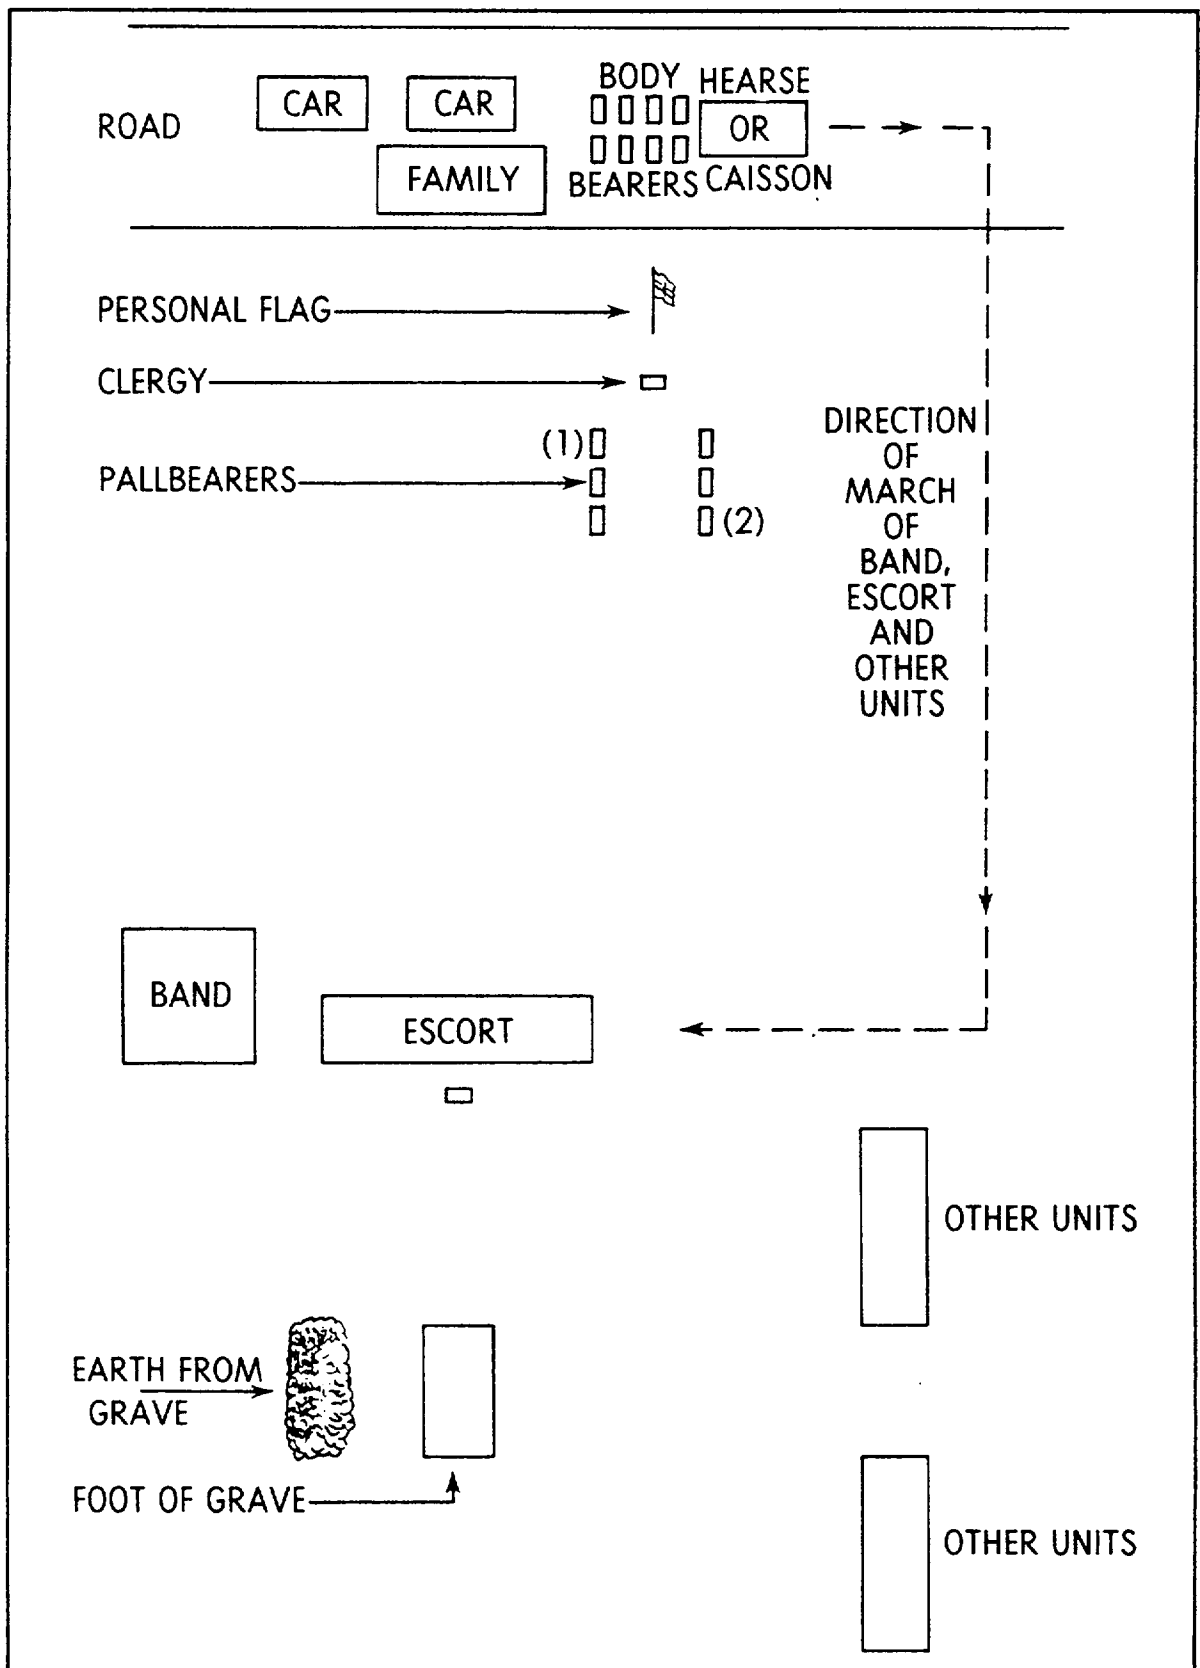 ROAD
CAR
CAR
FAMILY
BODY
BEARERS
HEARSE
OR
CAISSON
PERSONAL FLAG
CLERGY
(1)
PALLBEARERS
(2)
DIRECTION
OF
MARCH
OF
BAND,
ESCORT
AND
OTHER
UNITS
BAND
ESCORT
OTHER UNITS
EARTH FROM
GRAVE
FOOT OF GRAVE
OTHER UNITS